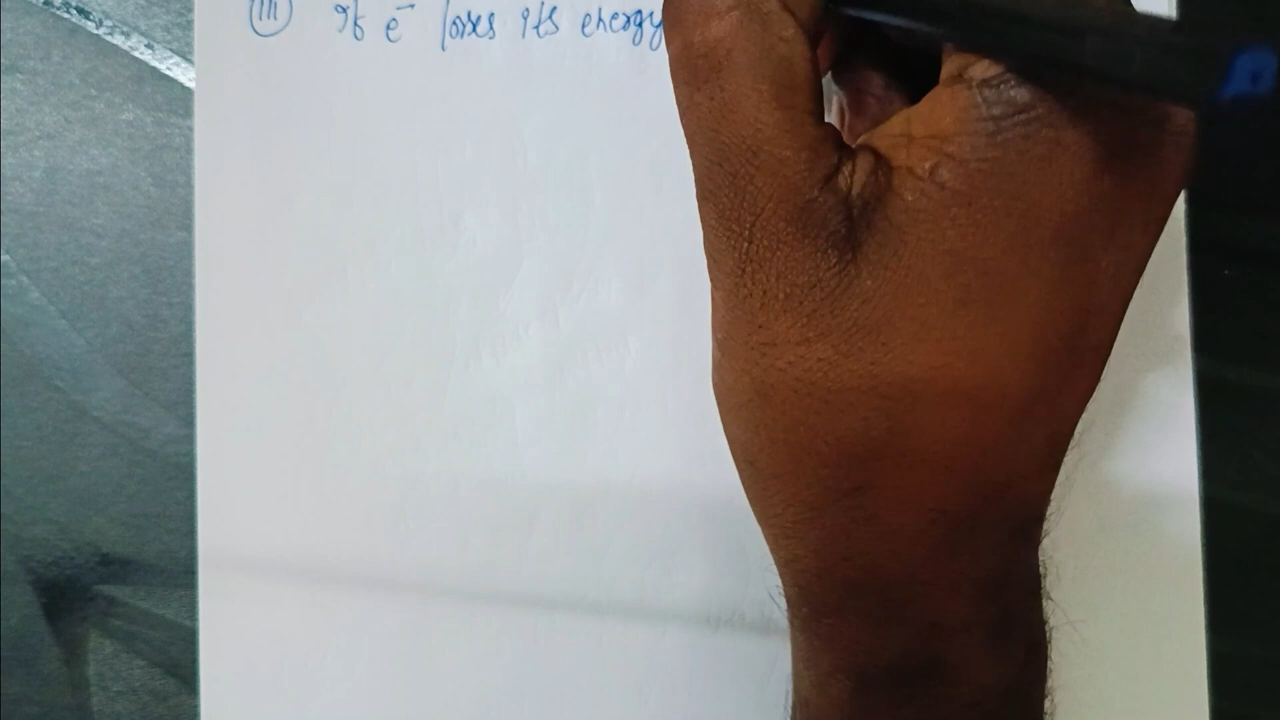 (iii) If e⁻ loses its energy